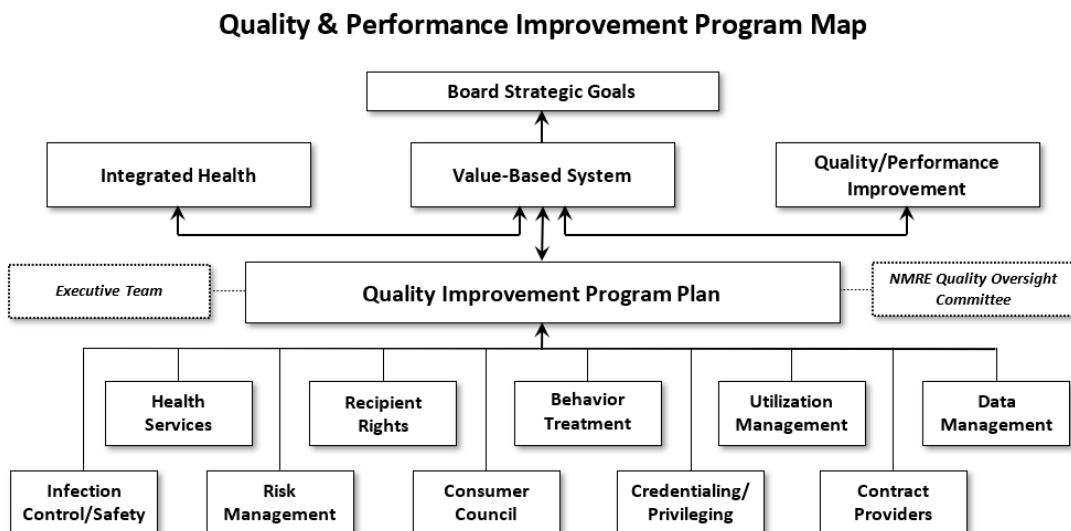 Quality & Performance Improvement Program Map
Board Strategic Goals
Integrated Health
Value-Based System
Quality/Performance
Improvement
Executive Team
Quality Improvement Program Plan
NMRE Quality Oversight
Committee
Health
Services
Recipient
Rights
Behavior
Treatment
Utilization
Management
Data
Management
Infection
Control/Safety
Risk
Management
Consumer
Council
Credentialing/
Privileging
Contract
Providers